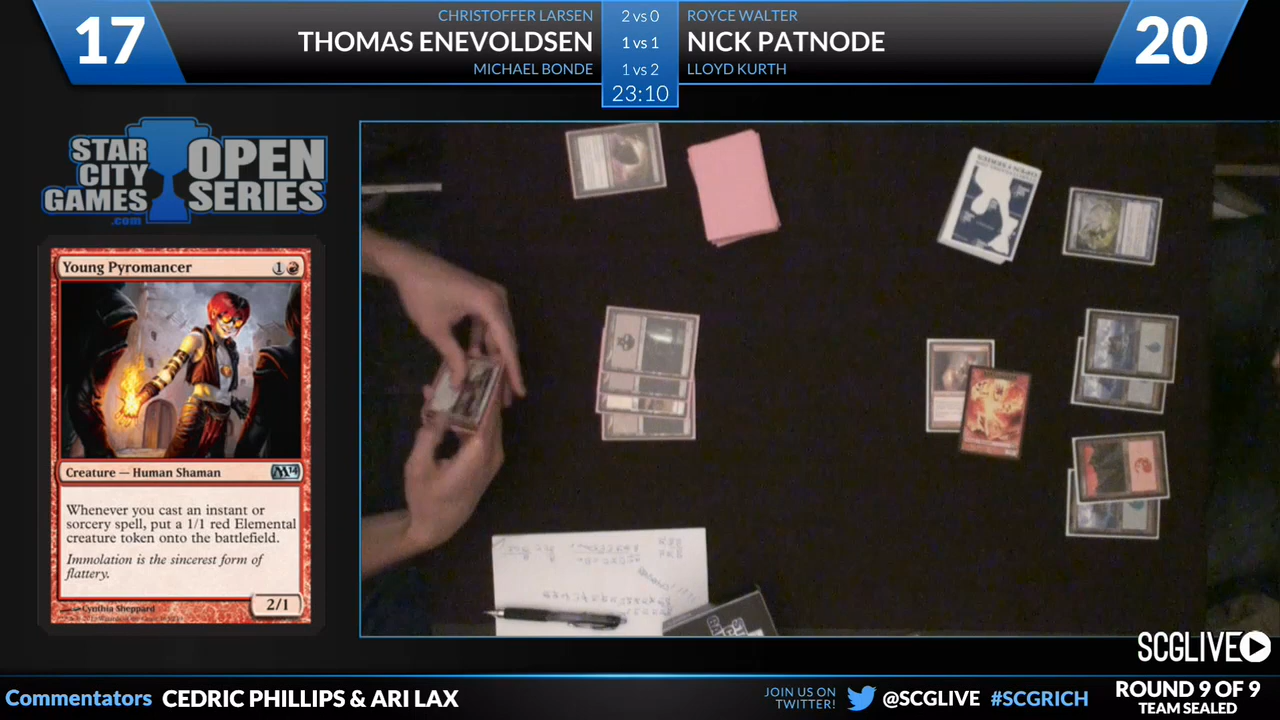 17
CHRISTOFFER LARSEN
2 vs 0
ROYCE WALTER
20
THOMAS ENEVOLDSEN
1 vs 1
NICK PATNODE
MICHAEL BONDE
1 vs 2
LLOYD KURTH
23:10
STAR CITY GAMES .com
OPEN SERIES
Young Pyromancer
1
Creature — Human Shaman
M14
Whenever you cast an instant or
sorcery spell, put a 1/1 red Elemental
creature token onto the battlefield.
Immolation is the sincerest form of
flattery.
Cynthia Sheppard
2/1
SCGLIVE
Commentators CEDRIC PHILLIPS & ARI LAX
JOIN US ON
TWITTER!
@SCGLIVE #SCGRICH
ROUND 9 OF 9
TEAM SEALED